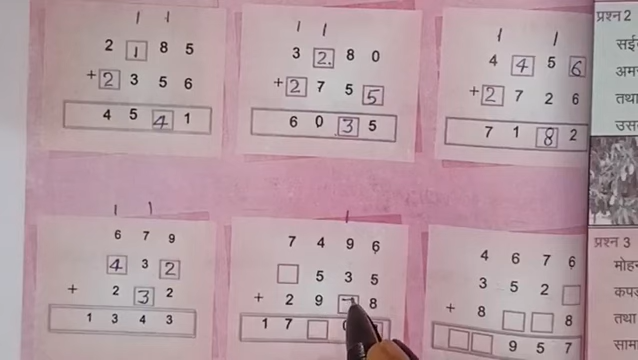 1 1
2 1 8 5
+ 2 3 5 6
4 5 4 1
1 1
3 2 8 0
+ 2 7 5 5
6 0 3 5
1 1
4 4 5 6
+ 2 7 2 6
7 1 8 2
1 1
6 7 9
4 3 2
+ 2 3 2
1 3 4 3
1
7 4 9 6
5 3 5
+ 2 9 8
1 7 0
4 6 7 6
3 5 2
+ 8 8
9 5 7
प्रश्न 2
तथा
प्रश्न 3
तथा